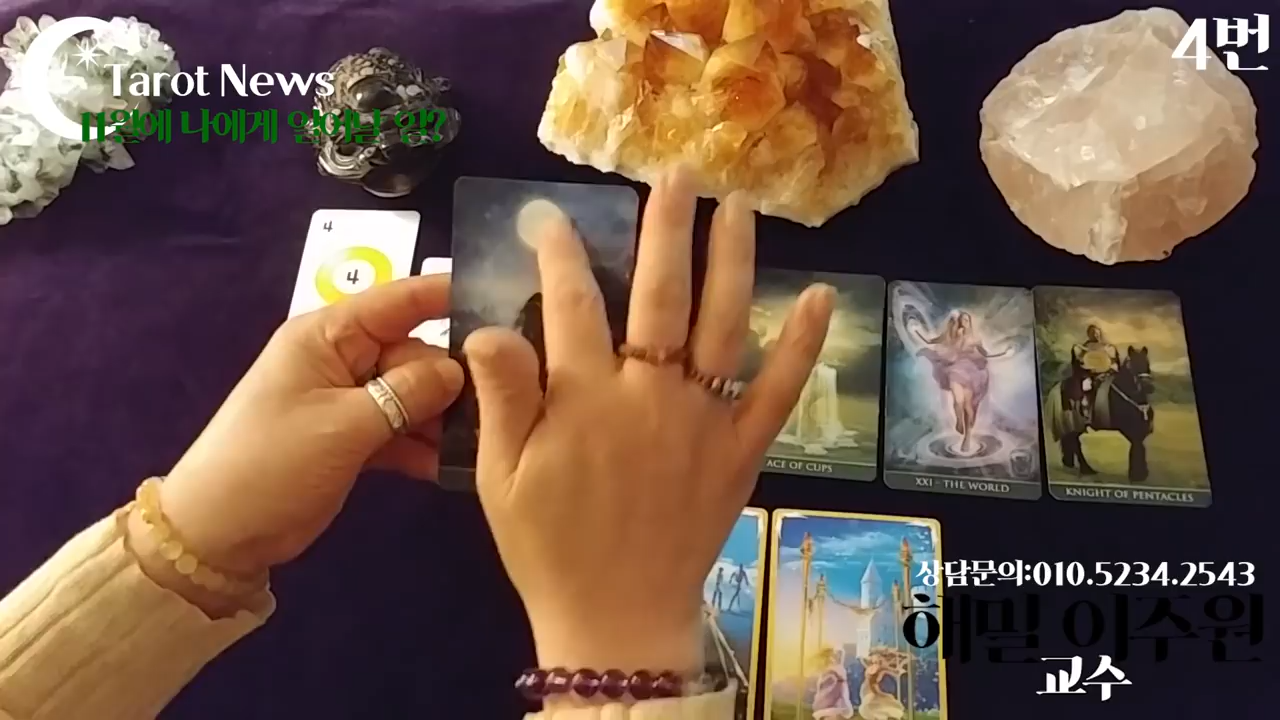 Tarot News
11월에 나에게 일어날 일?
4번
4
4
ACE OF CUPS
XXI - THE WORLD
KNIGHT OF PENTACLES
상담문의:010.5234.2543
해밀 이주원
교수